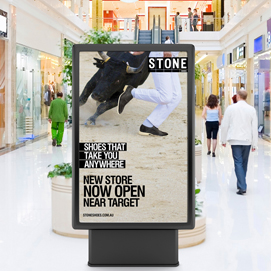 STONE
SHOES THAT
TAKE YOU
ANYWHERE
NEW STORE
NOW OPEN
NEAR TARGET
STONESHOES.COM.AU